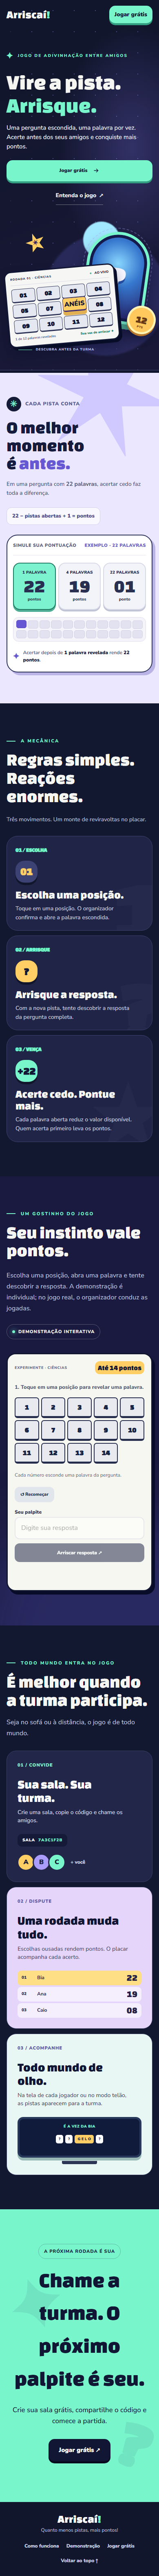 Arriscaí!
Jogar grátis
JOGO DE ADIVINHAÇÃO ENTRE AMIGOS
Vire a pista.
Arrisque.
Uma pergunta escondida, uma palavra por vez.
Acerte antes dos seus amigos e conquiste mais
pontos.
Jogar grátis →
Entenda o jogo ↗
RODADA 03 · CIÊNCIAS
AO VIVO
01 02 03 04
05 07 ANÉIS 08
09 10 11 12
12
DESCUBRA ANTES DA TURMA
CADA PISTA CONTA
O melhor
momento
é antes.
Em uma pergunta com 22 palavras, acertar cedo faz
toda a diferença.
22 − pistas abertas + 1 = pontos
SIMULE SUA PONTUAÇÃO
EXEMPLO · 22 PALAVRAS
1 PALAVRA
22
pontos
4 PALAVRAS
19
pontos
22 PALAVRAS
01
ponto
Acertar depois de 1 palavra revelada rende 22
pontos.
A MECÂNICA
Regras simples.
Reações
enormes.
Três movimentos. Um monte de reviravoltas no placar.
01 / ESCOLHA
01
Escolha uma posição.
Toque em uma posição. O organizador
confirma e abre a palavra escondida.
02 / ARRISQUE
?
Arrisque a resposta.
Com a nova pista, tente descobrir a resposta
da pergunta completa.
03 / VENÇA
+22
Acerte cedo. Pontue
mais.
Cada palavra aberta reduz o valor disponível.
Quem acerta primeiro leva os pontos.
UM GOSTINHO DO JOGO
Seu instinto vale
pontos.
Escolha uma posição, abra uma palavra e tente
descobrir a resposta. A demonstração é
individual; no jogo real, o organizador conduz as
jogadas.
DEMONSTRAÇÃO INTERATIVA
EXPERIMENTE · CIÊNCIAS
Até 14 pontos
1. Toque em uma posição para revelar uma palavra.
1 2 3 4 5
6 7 8 9 10
11 12 13 14
Cada número esconde uma palavra da pergunta.
↺ Recomeçar
Seu palpite
Digite sua resposta
Arriscar resposta ↗
TODO MUNDO ENTRA NO JOGO
É melhor quando
a turma participa.
Seja no sofá ou à distância, o jogo é de todo
mundo.
01 / CONVIDE
Sua sala. Sua
turma.
Crie uma sala, copie o código e chame os
amigos.
A B C + você
02 / DISPUTE
Uma rodada muda
tudo.
Escolhas ousadas rendem pontos. O placar
acompanha cada acerto.
01 Bia 22
02 Ana 19
03 Caio 08
03 / ACOMPANHE
Todo mundo de
olho.
Na tela de cada jogador ou no modo telão,
as pistas aparecem para a turma.
É A VEZ DA BIA
GELO
A PRÓXIMA RODADA É SUA
Chame a
turma. O
próximo
palpite é seu.
Crie sua sala grátis, compartilhe o código e
comece a partida.
Jogar grátis ↗
Arriscaí!
Quanto menos pistas, mais pontos!
Como funciona Demonstração Jogar grátis
Voltar ao topo ↑